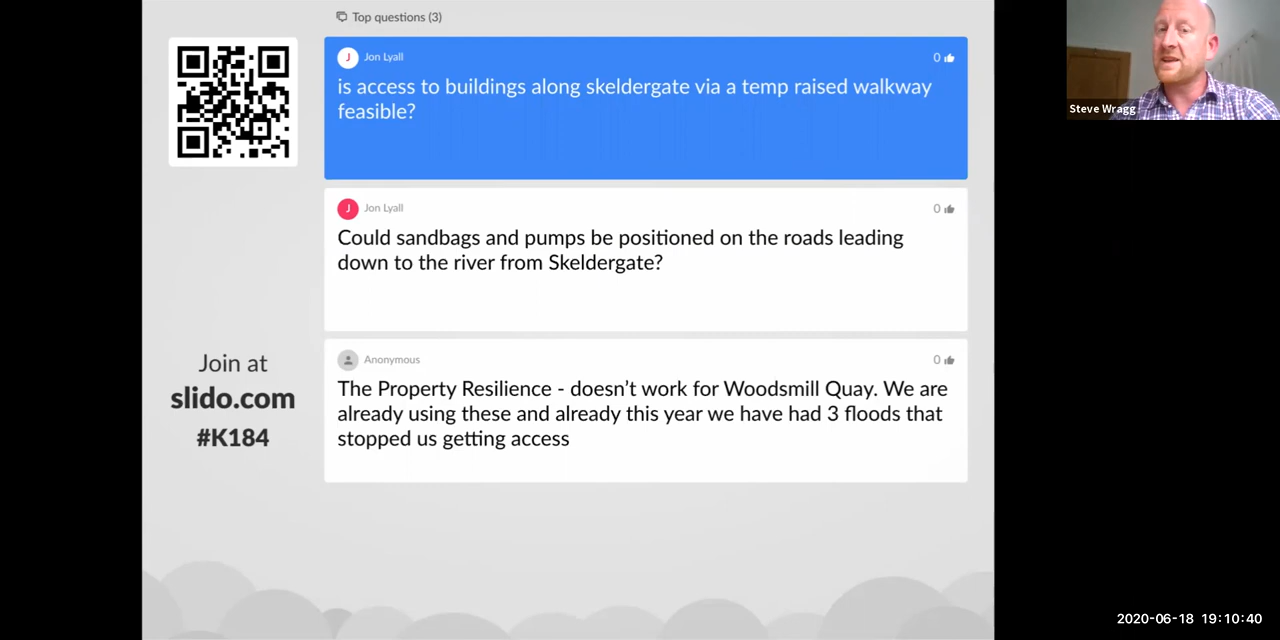 Top questions (3)
J Jon Lyall 0
is access to buildings along skeldergate via a temp raised walkway
feasible?
J Jon Lyall 0
Could sandbags and pumps be positioned on the roads leading
down to the river from Skeldergate?
Anonymous 0
The Property Resilience - doesn’t work for Woodsmill Quay. We are
already using these and already this year we have had 3 floods that
stopped us getting access
Join at
slido.com
#K184
Steve Wragg
2020-06-18 19:10:40